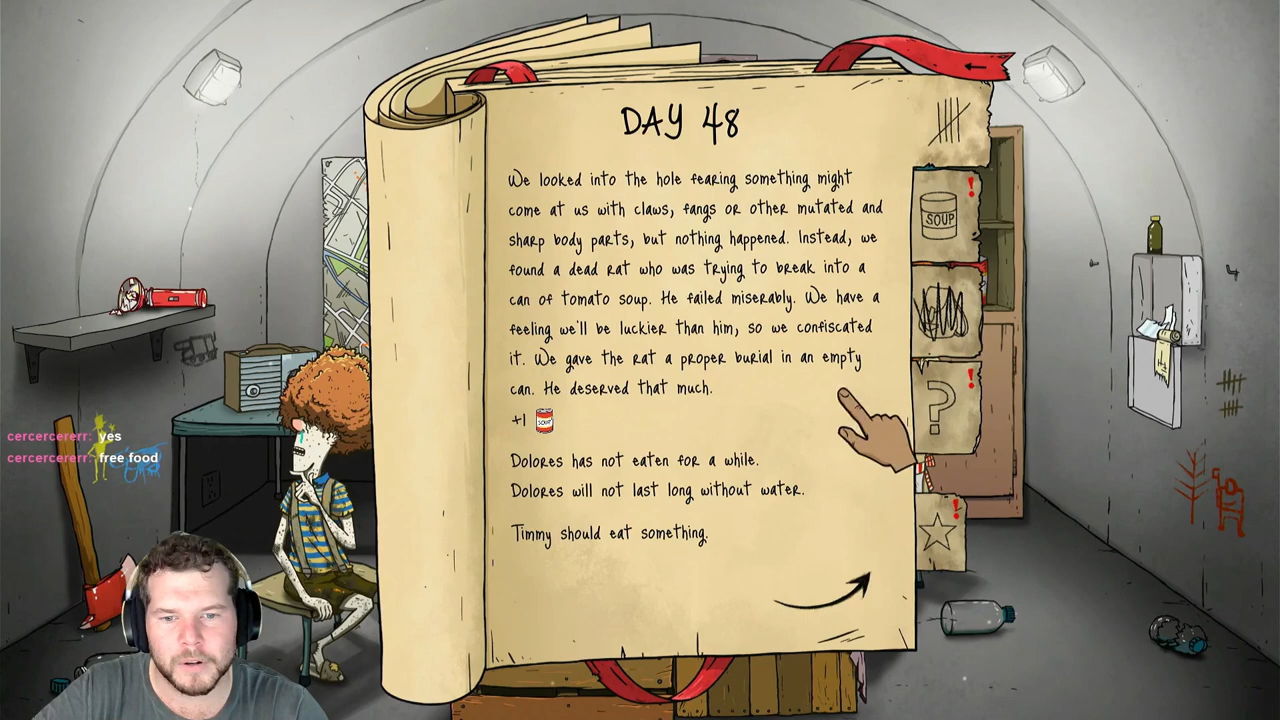 DAY 48
We looked into the hole fearing something might
come at us with claws, fangs or other mutated and
sharp body parts, but nothing happened. Instead, we
found a dead rat who was trying to break into a
can of tomato soup. He failed miserably. We have a
feeling we'll be luckier than him, so we confiscated
it. We gave the rat a proper burial in an empty
can. He deserved that much.
+1 SOUP
Dolores has not eaten for a while.
Dolores will not last long without water.
Timmy should eat something.
!
SOUP
!
?
!
cercercererr: yes
cercercererr: free food